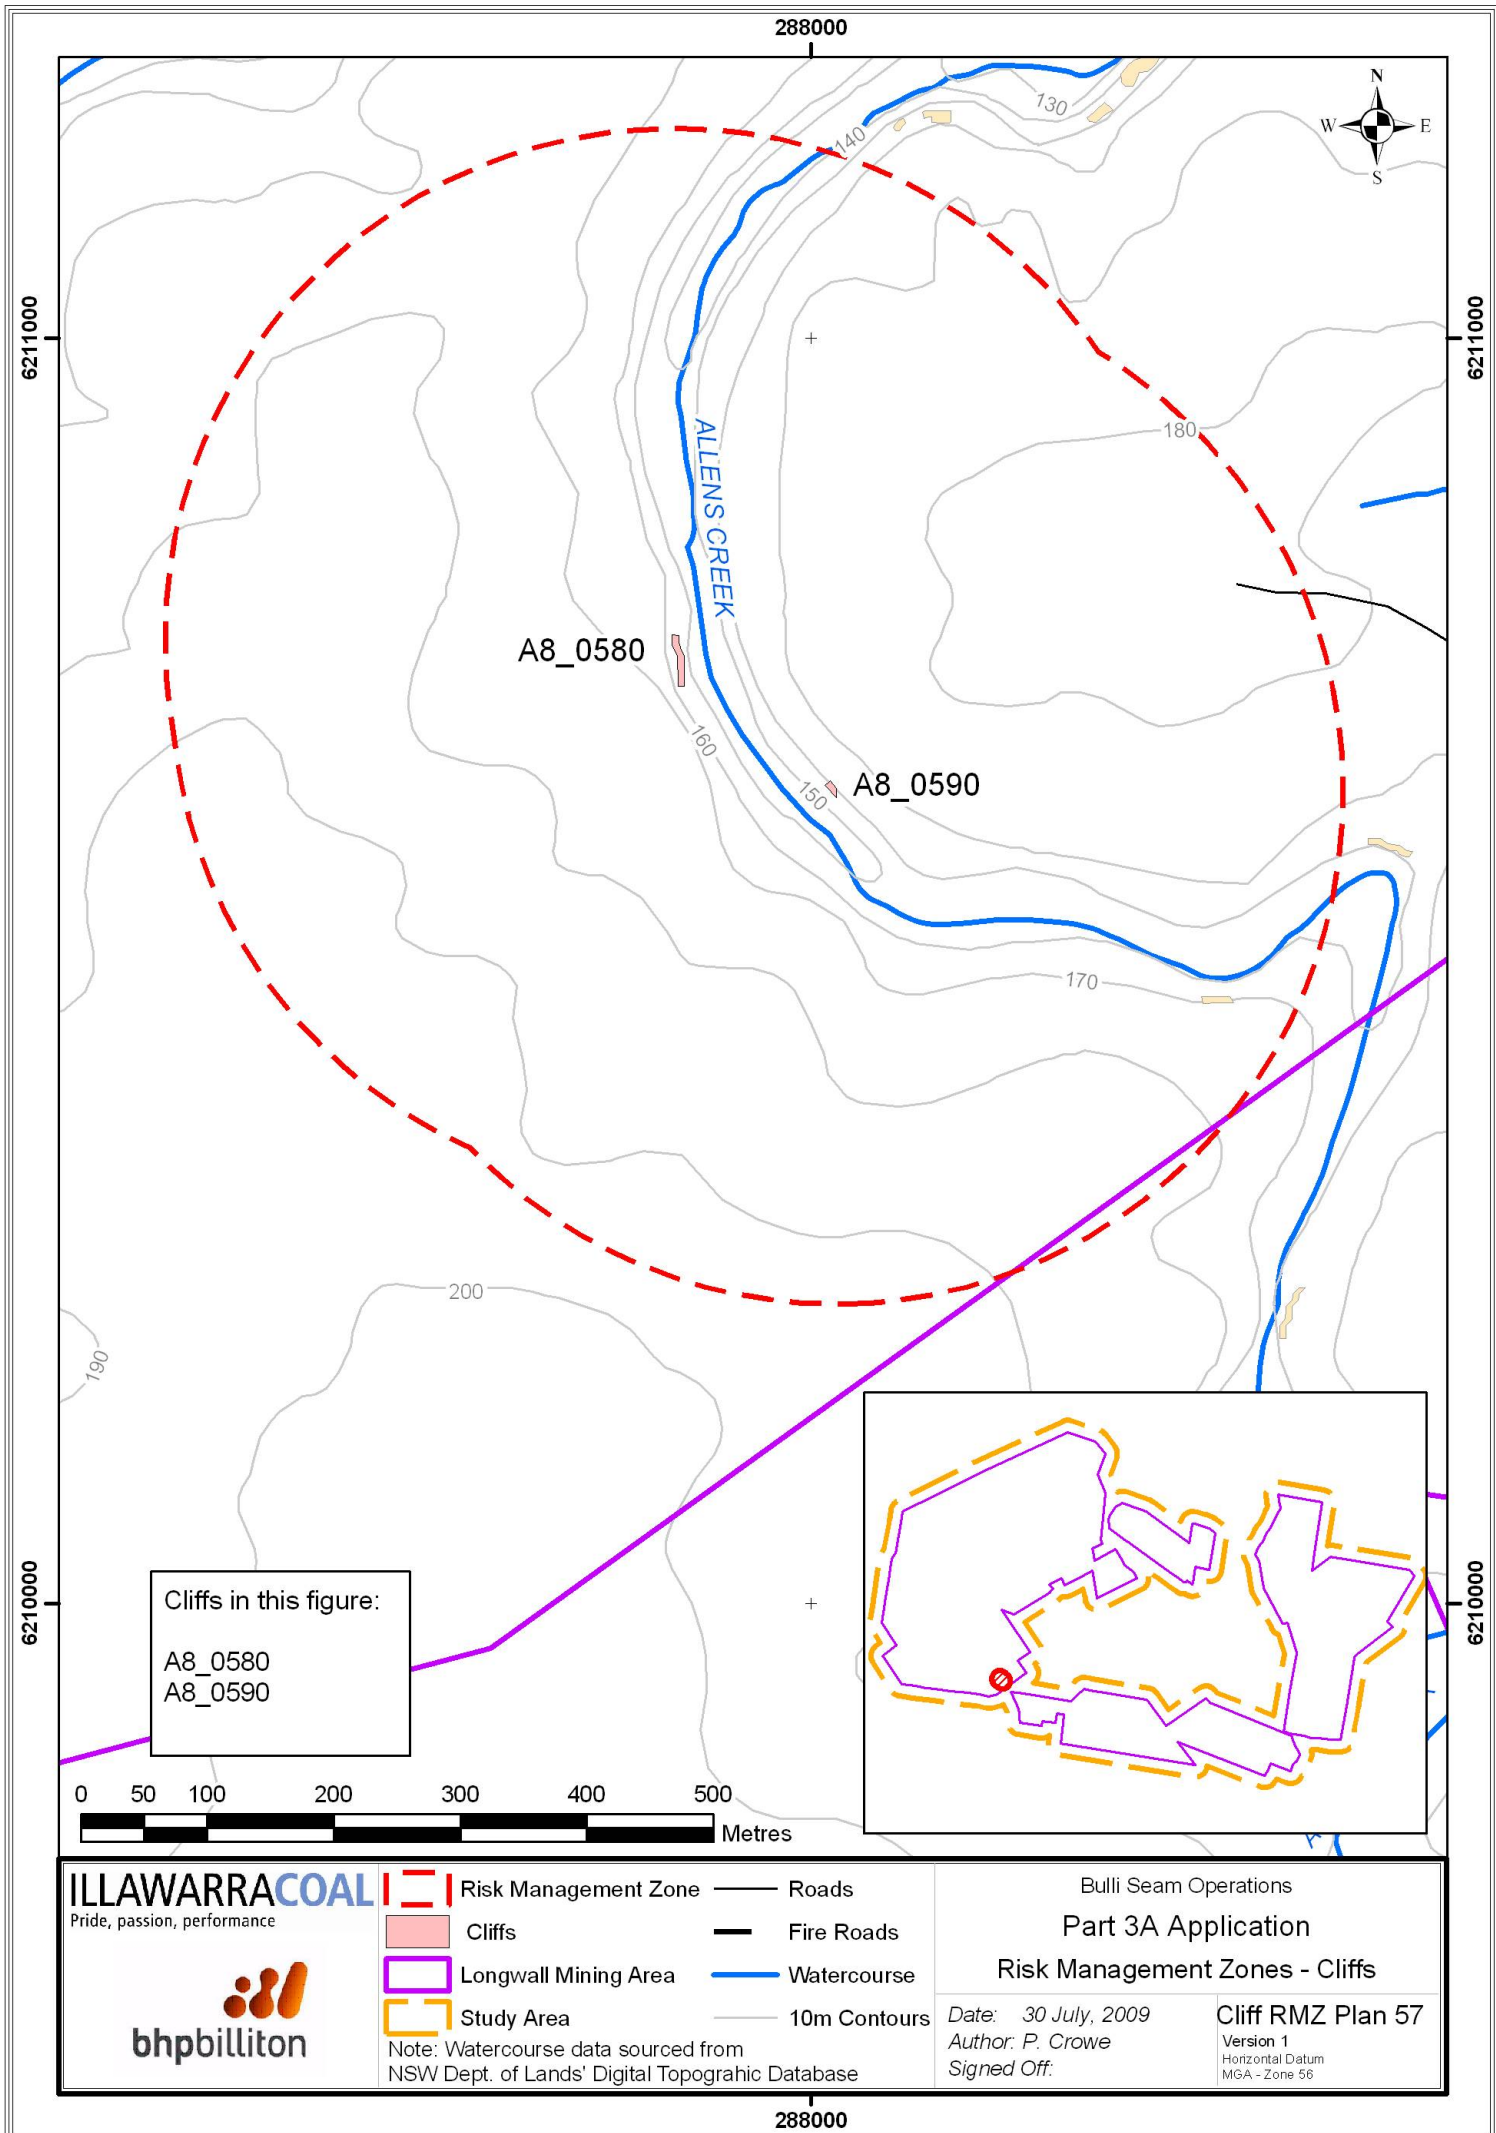 288000
N
W E
S
130
140
6211000
6211000
180
ALLENS CREEK
A8_0580
160
150
A8_0590
170
200
190
6210000
6210000
Cliffs in this figure:
A8_0580
A8_0590
0 50 100 200 300 400 500
Metres
ILLAWARRACOAL
Pride, passion, performance
bhpbilliton
Risk Management Zone
Cliffs
Longwall Mining Area
Study Area
Roads
Fire Roads
Watercourse
10m Contours
Note: Watercourse data sourced from
NSW Dept. of Lands' Digital Topograhic Database
Bulli Seam Operations
Part 3A Application
Risk Management Zones - Cliffs
Date: 30 July, 2009
Author: P. Crowe
Signed Off:
Cliff RMZ Plan 57
Version 1
Horizontal Datum
MGA - Zone 56
288000